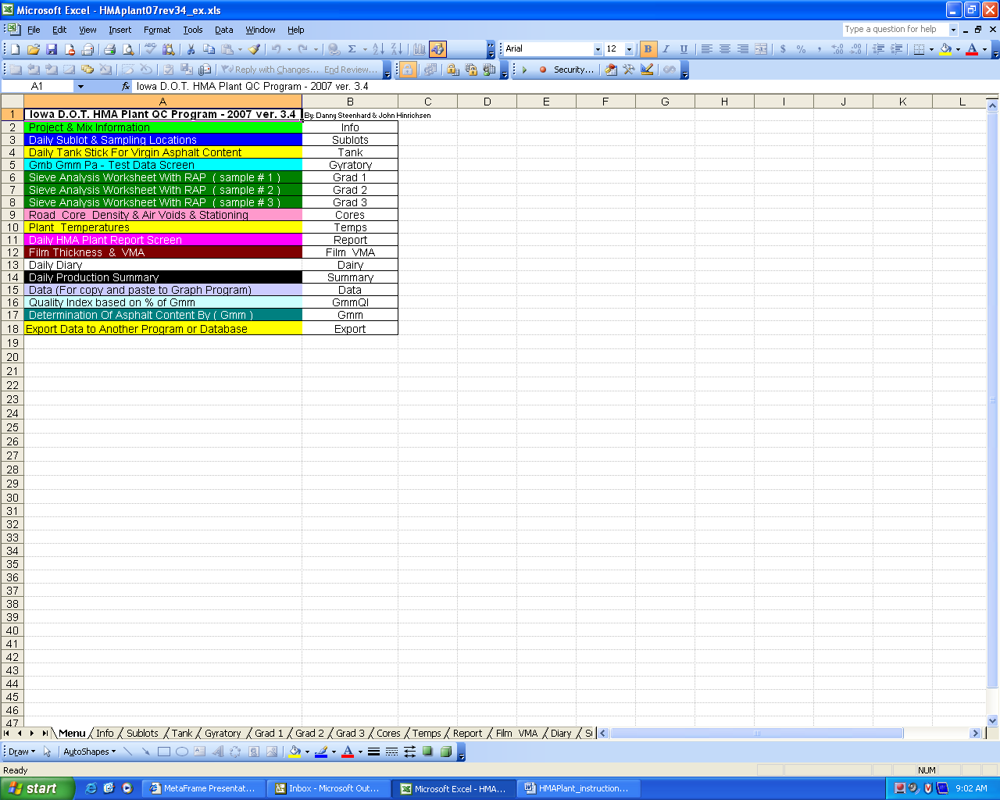 Microsoft Excel - HMAplant07rev34_ex.xls
File Edit View Insert Format Tools Data Window Help Type a question for help
Arial 12 B I U $ % ,
Reply with Changes... End Review... Security...
A1 fx Iowa D.O.T. HMA Plant QC Program - 2007 ver. 3.4
A B C D E F G H I J K L
1 Iowa D.O.T. HMA Plant QC Program - 2007 ver. 3.4 By: Danny Steenhard & John Hinrichsen
2 Project & Mix Information Info
3 Daily Sublot & Sampling Locations Sublots
4 Daily Tank Stick For Virgin Asphalt Content Tank
5 Gmb Gmm Pa - Test Data Screen Gyratory
6 Sieve Analysis Worksheet With RAP ( sample # 1 ) Grad 1
7 Sieve Analysis Worksheet With RAP ( sample # 2 ) Grad 2
8 Sieve Analysis Worksheet With RAP ( sample # 3 ) Grad 3
9 Road Core Density & Air Voids & Stationing Cores
10 Plant Temperatures Temps
11 Daily HMA Plant Report Screen Report
12 Film Thickness & VMA Film VMA
13 Daily Diary Dairy
14 Daily Production Summary Summary
15 Data (For copy and paste to Graph Program) Data
16 Quality Index based on % of Gmm GmmQI
17 Determination Of Asphalt Content By ( Gmm ) Gmm
18 Export Data to Another Program or Database Export
19
20
21
22
23
24
25
26
27
28
29
30
31
32
33
34
35
36
37
38
39
40
41
42
43
44
45
46
47
Menu Info Sublots Tank Gyratory Grad 1 Grad 2 Grad 3 Cores Temps Report Film VMA Diary
Draw AutoShapes
Ready NUM
start MetaFrame Presentat... Inbox - Microsoft Out... Microsoft Excel - HMA... HMAPlant_instruction... 9:02 AM